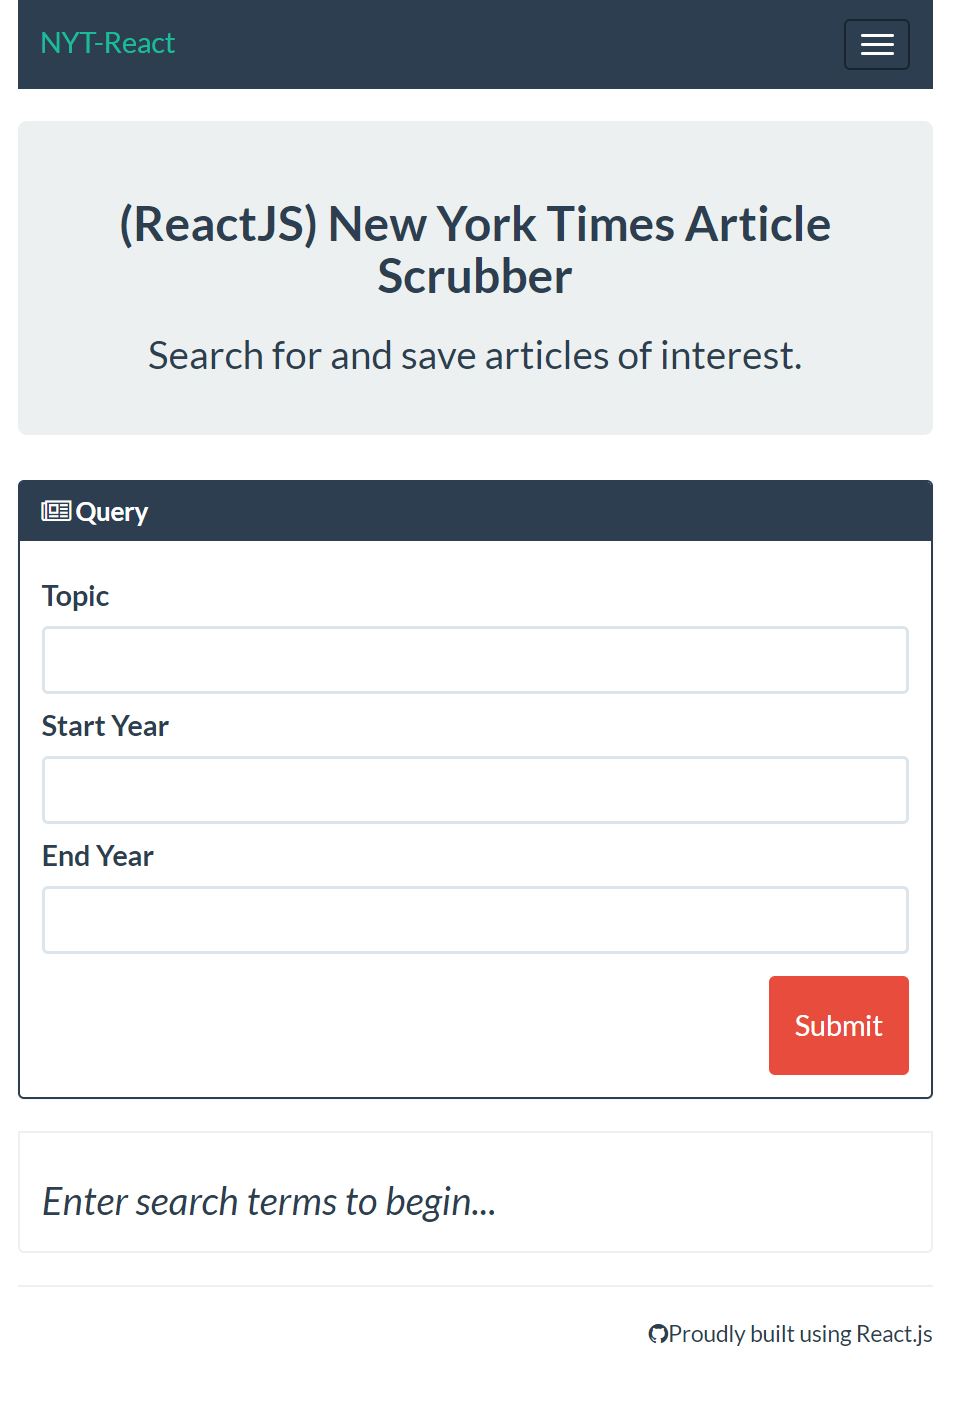 NYT-React
(ReactJS) New York Times Article
Scrubber
Search for and save articles of interest.
Query
Topic
Start Year
End Year
Submit
Enter search terms to begin...
Proudly built using React.js